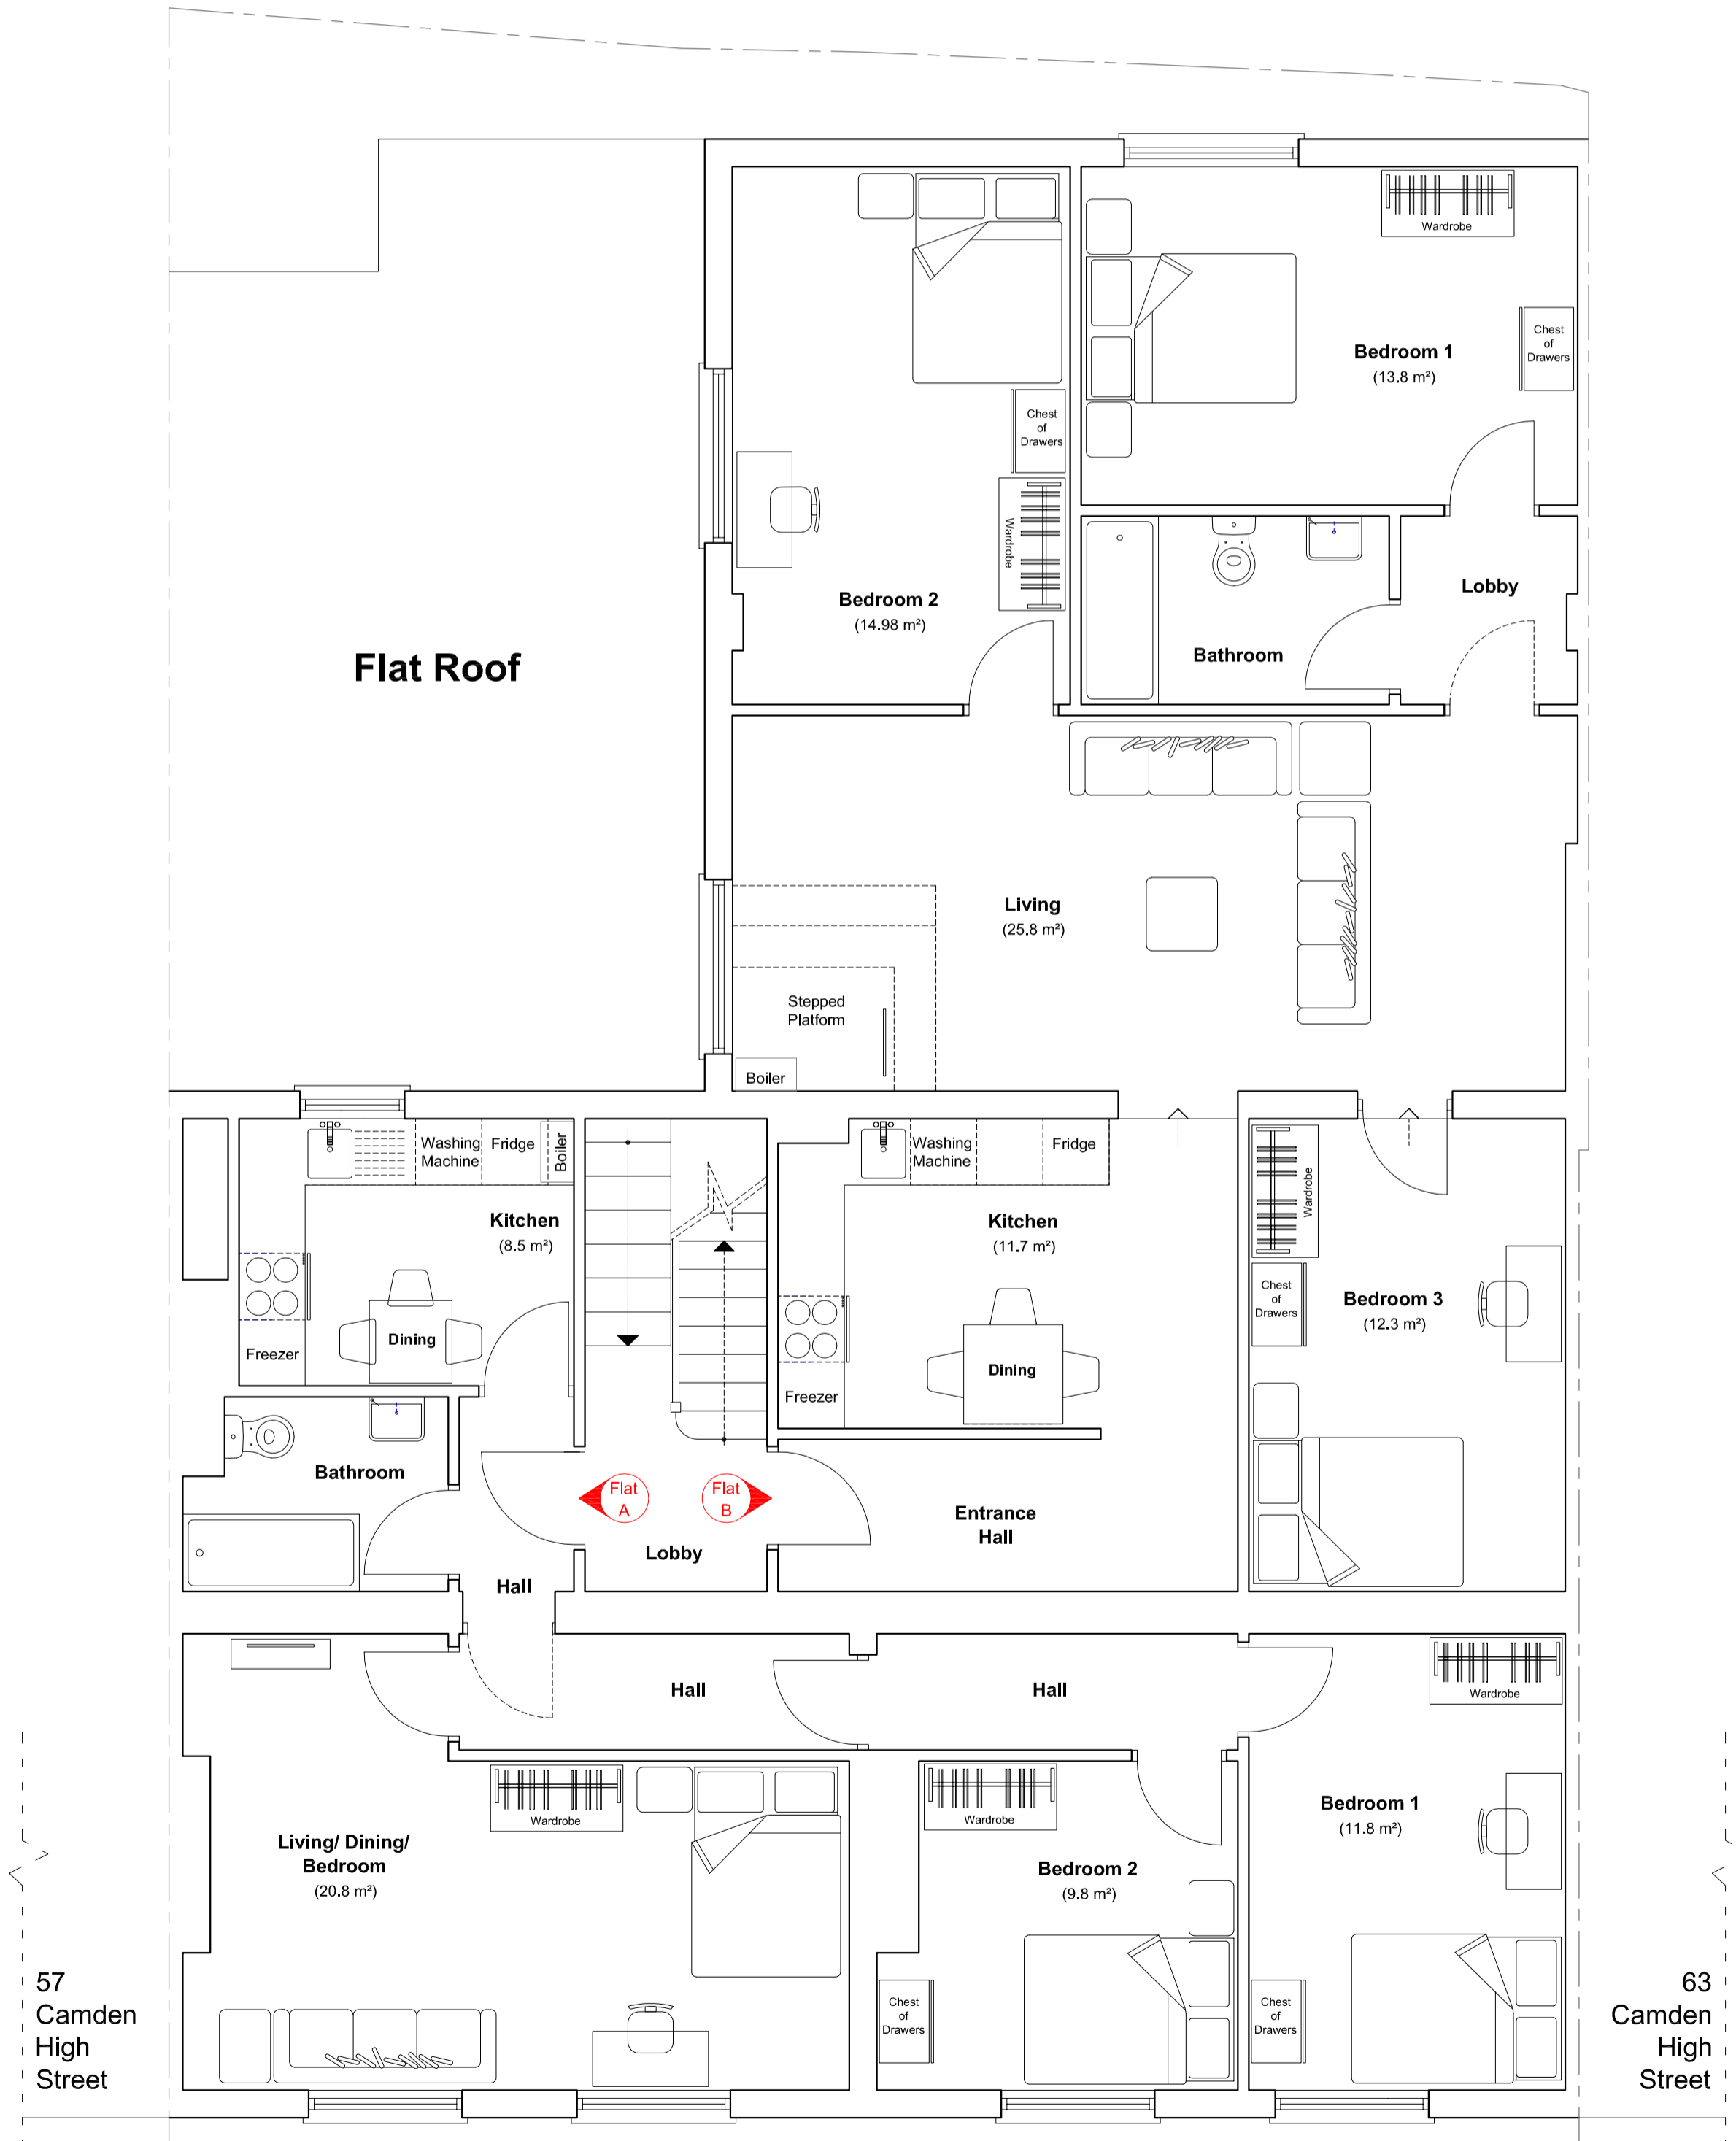 Wardrobe
Chest
of
Drawers
Bedroom 1
(13.8 m²)
Chest
of
Drawers
Wardrobe
Bedroom 2
(14.98 m²)
Lobby
Bathroom
Flat Roof
Living
(25.8 m²)
Stepped
Platform
Boiler
Washing
Machine
Fridge
Boiler
Kitchen
(8.5 m²)
Dining
Freezer
Washing
Machine
Fridge
Kitchen
(11.7 m²)
Dining
Freezer
Wardrobe
Chest
of
Drawers
Bedroom 3
(12.3 m²)
Bathroom
Flat
A
Flat
B
Lobby
Entrance
Hall
Hall
Hall
Hall
Wardrobe
Wardrobe
Wardrobe
Living/ Dining/
Bedroom
(20.8 m²)
Bedroom 2
(9.8 m²)
Bedroom 1
(11.8 m²)
Chest
of
Drawers
Chest
of
Drawers
57
Camden
High
Street
63
Camden
High
Street